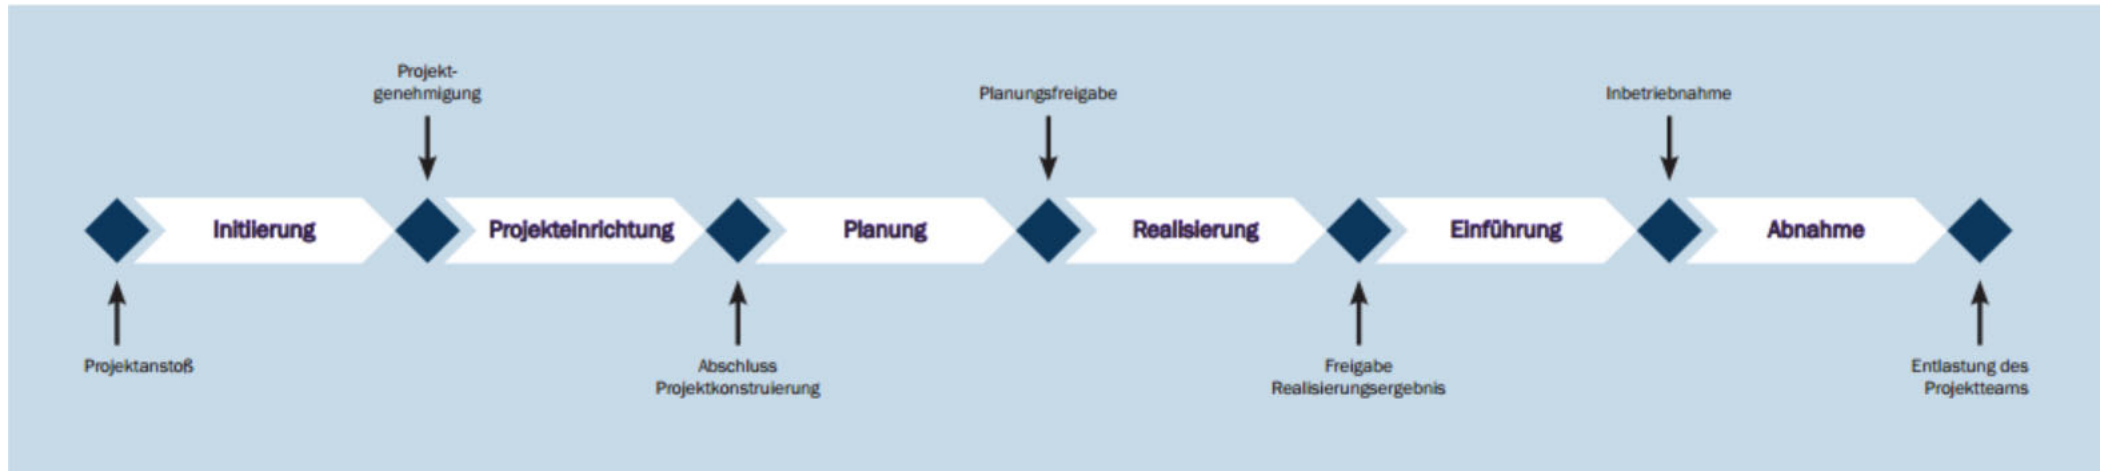 Projekt-
genehmigung
Planungsfreigabe
Inbetriebnahme
Initiierung
Projekteinrichtung
Planung
Realisierung
Einführung
Abnahme
Projektanstoß
Abschluss
Projektkonstruierung
Freigabe
Realisierungsergebnis
Entlastung des
Projektteams